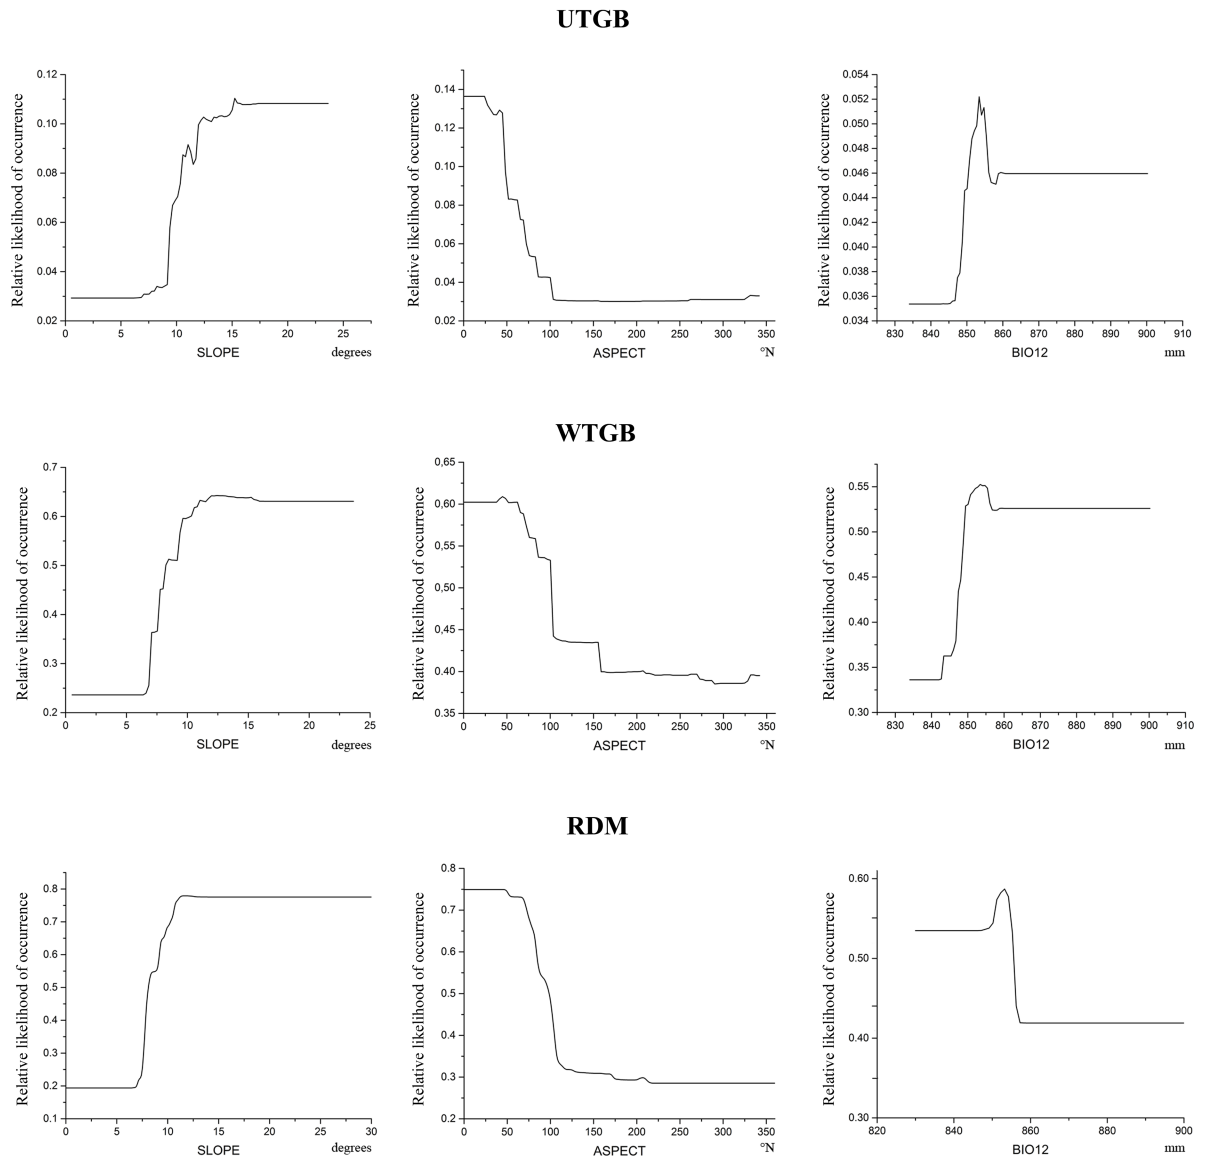 UTGB
Relative likelihood of occurrence
0.12
0.10
0.08
0.06
0.04
0.02
0 5 10 15 20 25
SLOPE degrees
Relative likelihood of occurrence
0.14
0.12
0.10
0.08
0.06
0.04
0.02
0 25 50 75 100 125 150 175 200 225 250 275 300 325 350
ASPECT °N
Relative likelihood of occurrence
0.054
0.052
0.050
0.048
0.046
0.044
0.042
0.040
0.038
0.036
0.034
830 840 850 860 870 880 890 900 910
BIO12 mm
WTGB
Relative likelihood of occurrence
0.7
0.6
0.5
0.4
0.3
0.2
0 5 10 15 20 25
SLOPE degrees
Relative likelihood of occurrence
0,65
0,60
0,55
0,50
0,45
0,40
0.35
0 50 100 150 200 250 300 350
ASPECT °N
Relative likelihood of occurrence
0.55
0.50
0.45
0.40
0.35
0.30
830 840 850 860 870 880 890 900 910
BIO12 mm
RDM
Relative likelihood of occurrence
0.8
0.7
0.6
0.5
0.4
0.3
0.2
0.1
0 5 10 15 20 25 30
SLOPE degrees
Relative likelihood of occurrence
0.8
0.7
0.6
0.5
0.4
0.3
0.2
0 50 100 150 200 250 300 350
ASPECT °N
Relative likelihood of occurrence
0.60
0.50
0.40
0.30
820 840 860 880 900
BIO12 mm